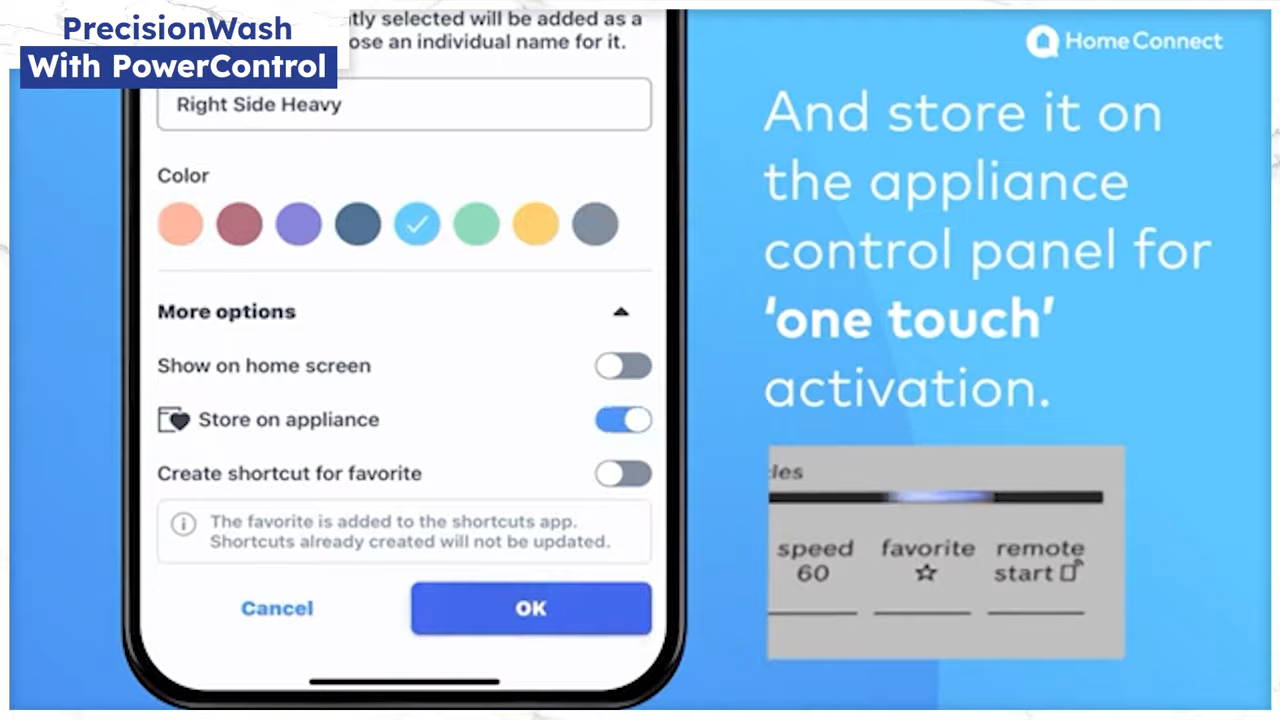 PrecisionWash
With PowerControl
selected will be added as a
ose an individual name for it.
Right Side Heavy
Color
More options
Show on home screen
Store on appliance
Create shortcut for favorite
The favorite is added to the shortcuts app.
Shortcuts already created will not be updated.
Cancel
OK
Home Connect
And store it on
the appliance
control panel for
‘one touch’
activation.
cles
speed
60
favorite
☆
remote
start